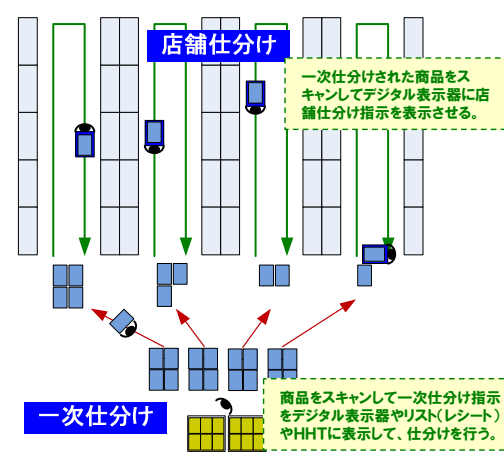 店舗仕分け
一次仕分けされた商品をス
キャンしてデジタル表示器に店
舗仕分け指示を表示させる。
一次仕分け
商品をスキャンして一次仕分け指示
をデジタル表示器やリスト（レシート）
やHHTに表示して、仕分けを行う。